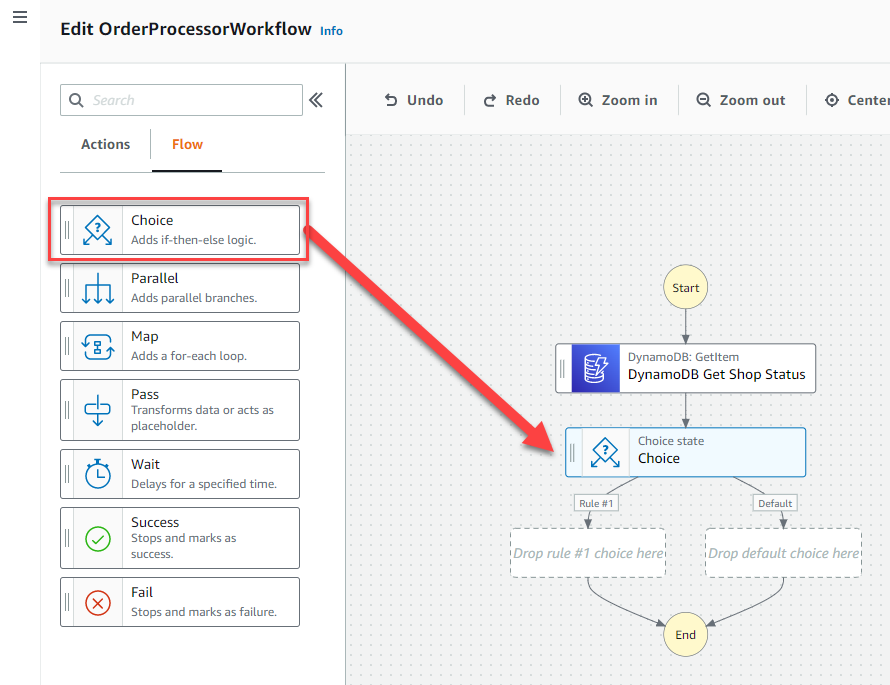 Edit OrderProcessorWorkflow Info
Search
Undo
Redo
Zoom in
Zoom out
Center
Actions
Flow
Choice
Adds if-then-else logic.
Parallel
Adds parallel branches.
Map
Adds a for-each loop.
Pass
Transforms data or acts as
placeholder.
Wait
Delays for a specified time.
Success
Stops and marks as
success.
Fail
Stops and marks as failure.
Start
DynamoDB: GetItem
DynamoDB Get Shop Status
Choice state
Choice
Rule #1
Default
Drop rule #1 choice here
Drop default choice here
End